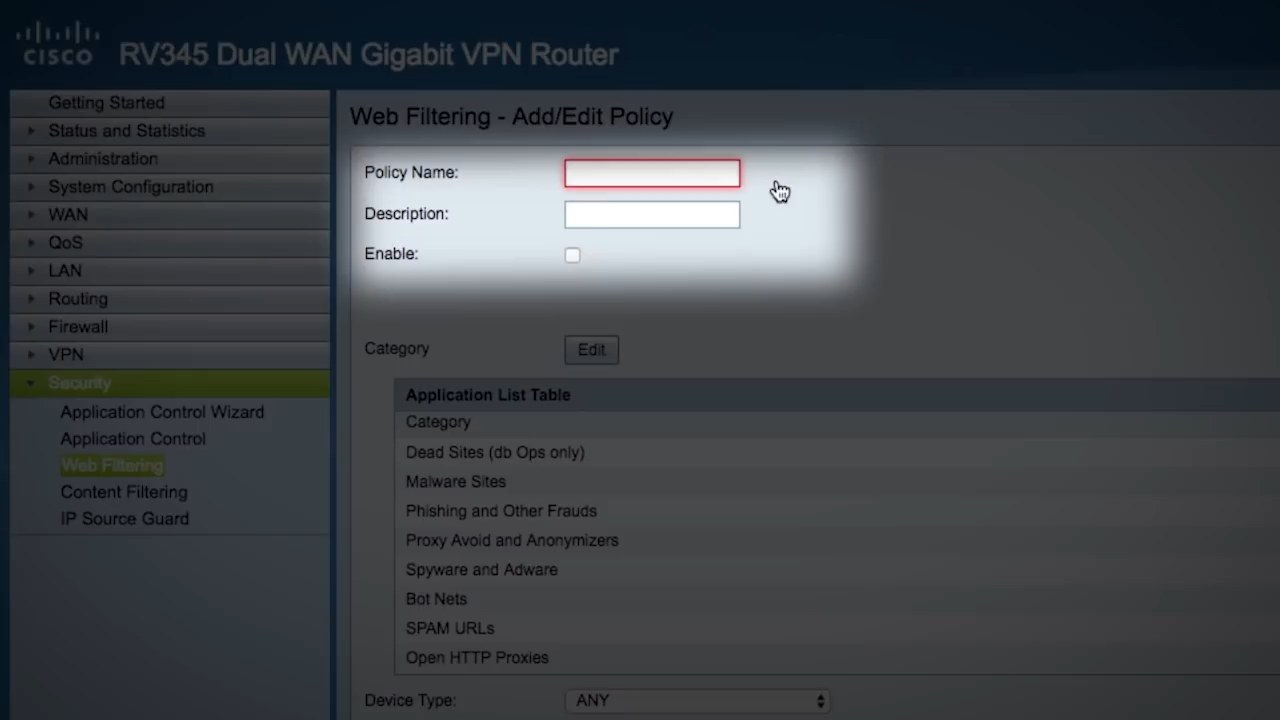 CISCO RV345 Dual WAN Gigabit VPN Router
Getting Started
Status and Statistics
Administration
System Configuration
WAN
QoS
LAN
Routing
Firewall
VPN
Security
Application Control Wizard
Application Control
Web Filtering
Content Filtering
IP Source Guard
Web Filtering - Add/Edit Policy
Policy Name:
Description:
Enable:
Category Edit
Application List Table
Category
Dead Sites (db Ops only)
Malware Sites
Phishing and Other Frauds
Proxy Avoid and Anonymizers
Spyware and Adware
Bot Nets
SPAM URLs
Open HTTP Proxies
Device Type: ANY